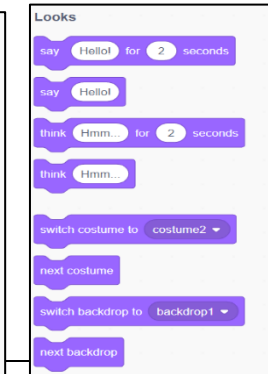 Looks
say Hello! for 2 seconds
say Hello!
think Hmm... for 2 seconds
think Hmm...
switch costume to costume2
next costume
switch backdrop to backdrop1
next backdrop